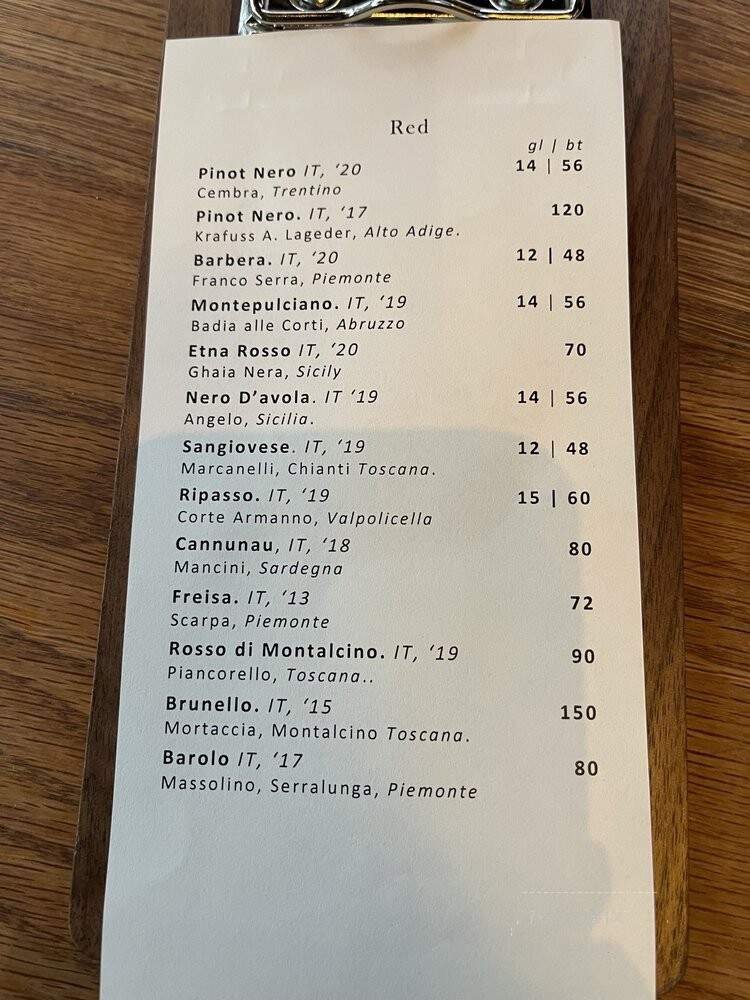 Red
gl | bt
Pinot Nero IT, ‘20 14 | 56
Cembra, Trentino
Pinot Nero. IT, ‘17 120
Krafuss A. Lageder, Alto Adige.
Barbera. IT, ‘20 12 | 48
Franco Serra, Piemonte
Montepulciano. IT, ‘19 14 | 56
Badia alle Corti, Abruzzo
Etna Rosso IT, ‘20 70
Ghaia Nera, Sicily
Nero D’avola. IT ‘19 14 | 56
Angelo, Sicilia.
Sangiovese. IT, ‘19 12 | 48
Marcanelli, Chianti Toscana.
Ripasso. IT, ‘19 15 | 60
Corte Armanno, Valpolicella
Cannunau, IT, ‘18 80
Mancini, Sardegna
Freisa. IT, ‘13 72
Scarpa, Piemonte
Rosso di Montalcino. IT, ‘19 90
Piancorello, Toscana..
Brunello. IT, ‘15 150
Mortaccia, Montalcino Toscana.
Barolo IT, ‘17 80
Massolino, Serralunga, Piemonte